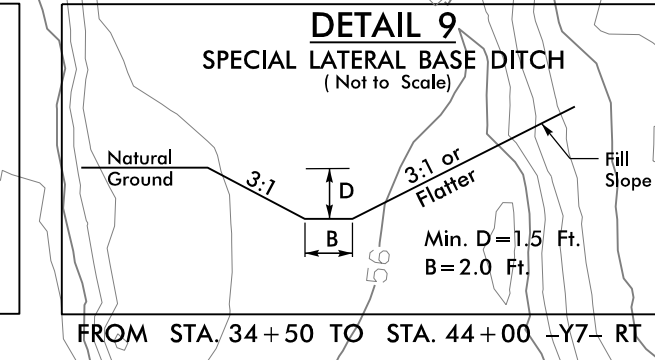 DETAIL 9
SPECIAL LATERAL BASE DITCH
( Not to Scale)
Natural
Ground
3:1
D
B
3:1 or
Flatter
Fill
Slope
Min. D=1.5 Ft.
B=2.0 Ft.
56
FROM STA. 34+50 TO STA. 44+00 -Y7- RT